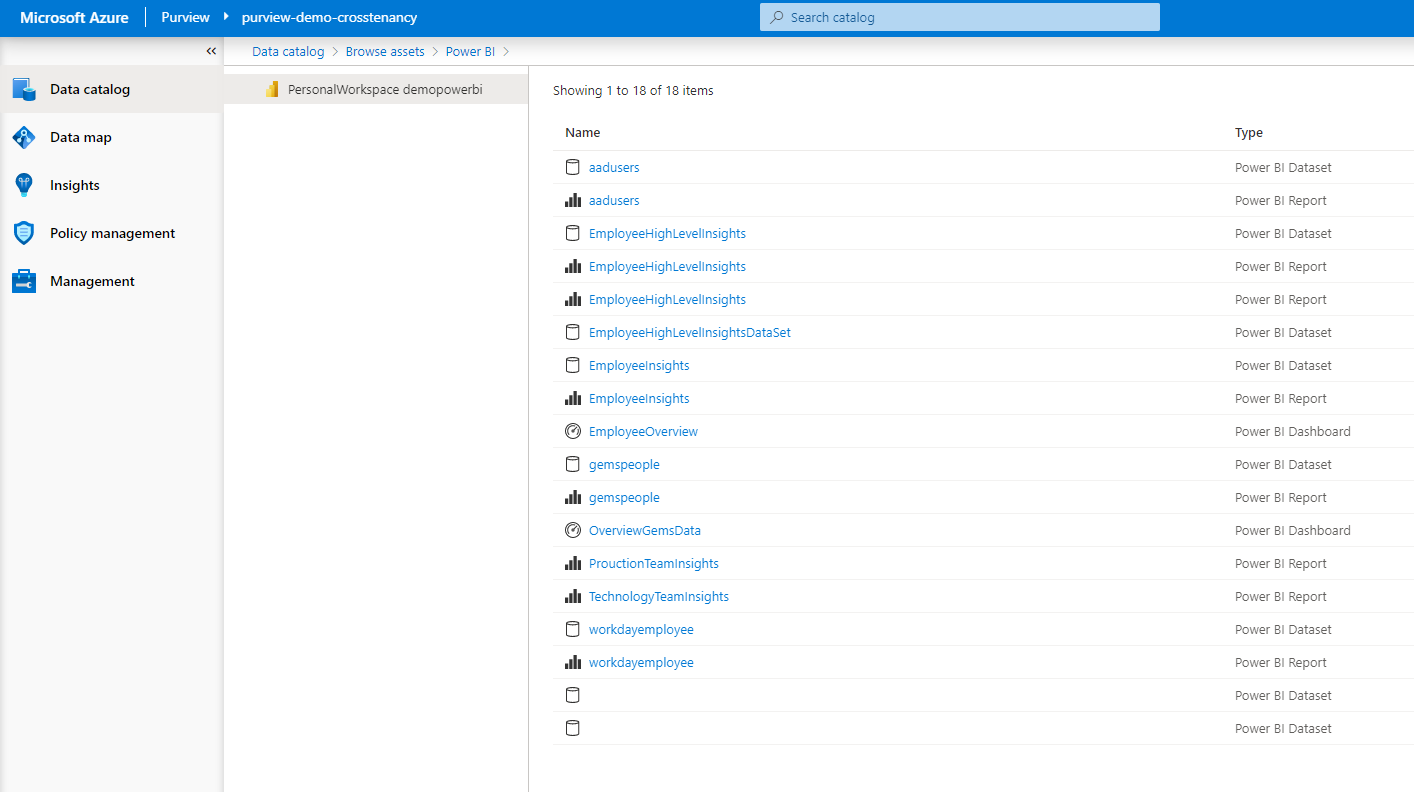 Microsoft Azure Purview purview-demo-crosstenancy Search catalog
« Data catalog > Browse assets > Power BI >
Data catalog
Data map
Insights
Policy management
Management
PersonalWorkspace demopowerbi
Showing 1 to 18 of 18 items
Name Type
aadusers Power BI Dataset
aadusers Power BI Report
EmployeeHighLevelInsights Power BI Dataset
EmployeeHighLevelInsights Power BI Report
EmployeeHighLevelInsights Power BI Report
EmployeeHighLevelInsightsDataSet Power BI Dataset
EmployeeInsights Power BI Dataset
EmployeeInsights Power BI Report
EmployeeOverview Power BI Dashboard
gemspeople Power BI Dataset
gemspeople Power BI Report
OverviewGemsData Power BI Dashboard
ProuctionTeamInsights Power BI Report
TechnologyTeamInsights Power BI Report
workdayemployee Power BI Dataset
workdayemployee Power BI Report
Power BI Dataset
Power BI Dataset